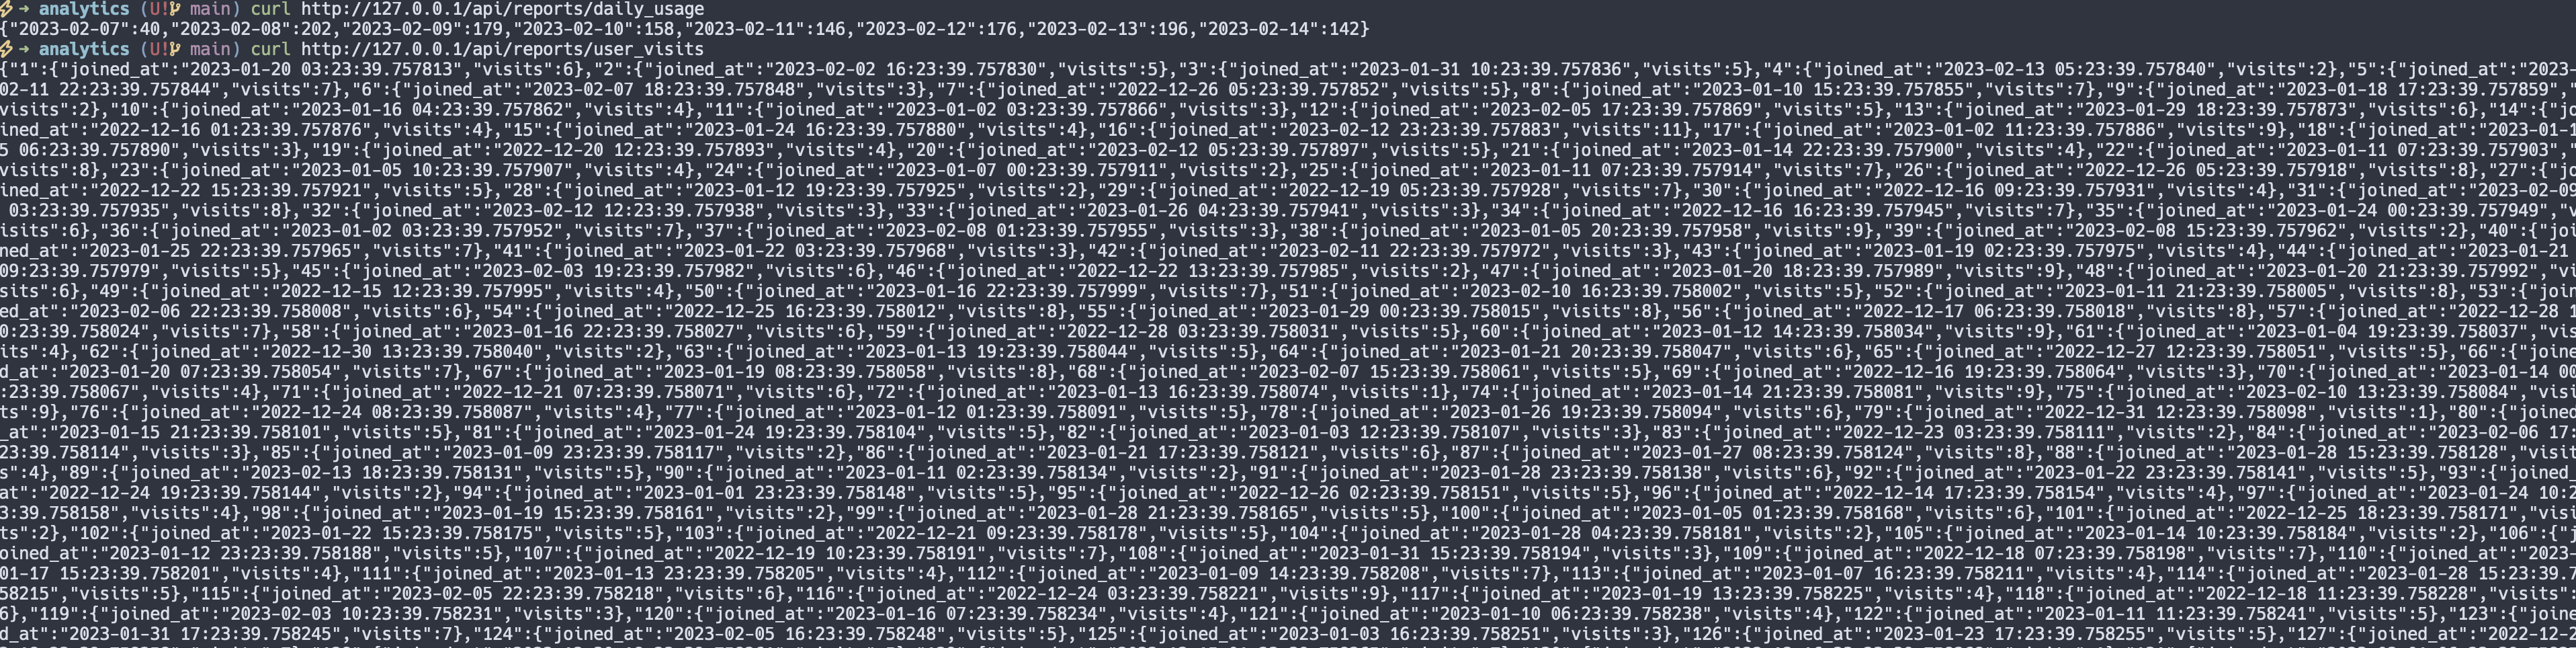 ⚡ ➜ analytics (U! main) curl http://127.0.0.1/api/reports/daily_usage
{"2023-02-07":40,"2023-02-08":202,"2023-02-09":179,"2023-02-10":158,"2023-02-11":146,"2023-02-12":176,"2023-02-13":196,"2023-02-14":142}
⚡ ➜ analytics (U! main) curl http://127.0.0.1/api/reports/user_visits
{"1":{"joined_at":"2023-01-20 03:23:39.757813","visits":6},"2":{"joined_at":"2023-02-02 16:23:39.757830","visits":5},"3":{"joined_at":"2023-01-31 10:23:39.757836","visits":5},"4":{"joined_at":"2023-02-13 05:23:39.757840","visits":2},"5":{"joined_at":"2023-
02-11 22:23:39.757844","visits":7},"6":{"joined_at":"2023-02-07 18:23:39.757848","visits":3},"7":{"joined_at":"2022-12-26 05:23:39.757852","visits":5},"8":{"joined_at":"2023-01-10 15:23:39.757855","visits":7},"9":{"joined_at":"2023-01-18 17:23:39.757859","
visits":2},"10":{"joined_at":"2023-01-16 04:23:39.757862","visits":4},"11":{"joined_at":"2023-01-02 03:23:39.757866","visits":3},"12":{"joined_at":"2023-02-05 17:23:39.757869","visits":5},"13":{"joined_at":"2023-01-29 18:23:39.757873","visits":6},"14":{"jo
ined_at":"2022-12-16 01:23:39.757876","visits":4},"15":{"joined_at":"2023-01-24 16:23:39.757880","visits":4},"16":{"joined_at":"2023-02-12 23:23:39.757883","visits":11},"17":{"joined_at":"2023-01-02 11:23:39.757886","visits":9},"18":{"joined_at":"2023-01-1
5 06:23:39.757890","visits":3},"19":{"joined_at":"2022-12-20 12:23:39.757893","visits":4},"20":{"joined_at":"2023-02-12 05:23:39.757897","visits":5},"21":{"joined_at":"2023-01-14 22:23:39.757900","visits":4},"22":{"joined_at":"2023-01-11 07:23:39.757903","
visits":8},"23":{"joined_at":"2023-01-05 10:23:39.757907","visits":4},"24":{"joined_at":"2023-01-07 00:23:39.757911","visits":2},"25":{"joined_at":"2023-01-11 07:23:39.757914","visits":7},"26":{"joined_at":"2022-12-26 05:23:39.757918","visits":8},"27":{"jo
ined_at":"2022-12-22 15:23:39.757921","visits":5},"28":{"joined_at":"2023-01-12 19:23:39.757925","visits":2},"29":{"joined_at":"2022-12-19 05:23:39.757928","visits":7},"30":{"joined_at":"2022-12-16 09:23:39.757931","visits":4},"31":{"joined_at":"2023-02-05
03:23:39.757935","visits":8},"32":{"joined_at":"2023-02-12 12:23:39.757938","visits":3},"33":{"joined_at":"2023-01-26 04:23:39.757941","visits":3},"34":{"joined_at":"2022-12-16 16:23:39.757945","visits":7},"35":{"joined_at":"2023-01-24 00:23:39.757949","v
isits":6},"36":{"joined_at":"2023-01-02 03:23:39.757952","visits":7},"37":{"joined_at":"2023-02-08 01:23:39.757955","visits":3},"38":{"joined_at":"2023-01-05 20:23:39.757958","visits":9},"39":{"joined_at":"2023-02-08 15:23:39.757962","visits":2},"40":{"joi
ned_at":"2023-01-25 22:23:39.757965","visits":7},"41":{"joined_at":"2023-01-22 03:23:39.757968","visits":3},"42":{"joined_at":"2023-02-11 22:23:39.757972","visits":3},"43":{"joined_at":"2023-01-19 02:23:39.757975","visits":4},"44":{"joined_at":"2023-01-21
09:23:39.757979","visits":5},"45":{"joined_at":"2023-02-03 19:23:39.757982","visits":6},"46":{"joined_at":"2022-12-22 13:23:39.757985","visits":2},"47":{"joined_at":"2023-01-20 18:23:39.757989","visits":9},"48":{"joined_at":"2023-01-20 21:23:39.757992","vi
sits":6},"49":{"joined_at":"2022-12-15 12:23:39.757995","visits":4},"50":{"joined_at":"2023-01-16 22:23:39.757999","visits":7},"51":{"joined_at":"2023-02-10 16:23:39.758002","visits":5},"52":{"joined_at":"2023-01-11 21:23:39.758005","visits":8},"53":{"join
ed_at":"2023-02-06 22:23:39.758008","visits":6},"54":{"joined_at":"2022-12-25 16:23:39.758012","visits":8},"55":{"joined_at":"2023-01-29 00:23:39.758015","visits":8},"56":{"joined_at":"2022-12-17 06:23:39.758018","visits":8},"57":{"joined_at":"2022-12-28 1
0:23:39.758024","visits":7},"58":{"joined_at":"2023-01-16 22:23:39.758027","visits":6},"59":{"joined_at":"2022-12-28 03:23:39.758031","visits":5},"60":{"joined_at":"2023-01-12 14:23:39.758034","visits":9},"61":{"joined_at":"2023-01-04 19:23:39.758037","vis
its":4},"62":{"joined_at":"2022-12-30 13:23:39.758040","visits":2},"63":{"joined_at":"2023-01-13 19:23:39.758044","visits":5},"64":{"joined_at":"2023-01-21 20:23:39.758047","visits":6},"65":{"joined_at":"2022-12-27 12:23:39.758051","visits":5},"66":{"joine
d_at":"2023-01-20 07:23:39.758054","visits":7},"67":{"joined_at":"2023-01-19 08:23:39.758058","visits":8},"68":{"joined_at":"2023-02-07 15:23:39.758061","visits":5},"69":{"joined_at":"2022-12-16 19:23:39.758064","visits":3},"70":{"joined_at":"2023-01-14 00
:23:39.758067","visits":4},"71":{"joined_at":"2022-12-21 07:23:39.758071","visits":6},"72":{"joined_at":"2023-01-13 16:23:39.758074","visits":1},"74":{"joined_at":"2023-01-14 21:23:39.758081","visits":9},"75":{"joined_at":"2023-02-10 13:23:39.758084","visi
ts":9},"76":{"joined_at":"2022-12-24 08:23:39.758087","visits":4},"77":{"joined_at":"2023-01-12 01:23:39.758091","visits":5},"78":{"joined_at":"2023-01-26 19:23:39.758094","visits":6},"79":{"joined_at":"2022-12-31 12:23:39.758098","visits":1},"80":{"joined
_at":"2023-01-15 21:23:39.758101","visits":5},"81":{"joined_at":"2023-01-24 19:23:39.758104","visits":5},"82":{"joined_at":"2023-01-03 12:23:39.758107","visits":3},"83":{"joined_at":"2022-12-23 03:23:39.758111","visits":2},"84":{"joined_at":"2023-02-06 17:
23:39.758114","visits":3},"85":{"joined_at":"2023-01-09 23:23:39.758117","visits":2},"86":{"joined_at":"2023-01-21 17:23:39.758121","visits":6},"87":{"joined_at":"2023-01-27 08:23:39.758124","visits":8},"88":{"joined_at":"2023-01-28 15:23:39.758128","visit
s":4},"89":{"joined_at":"2023-02-13 18:23:39.758131","visits":5},"90":{"joined_at":"2023-01-11 02:23:39.758134","visits":2},"91":{"joined_at":"2023-01-28 23:23:39.758138","visits":6},"92":{"joined_at":"2023-01-22 23:23:39.758141","visits":5},"93":{"joined_
at":"2022-12-24 19:23:39.758144","visits":2},"94":{"joined_at":"2023-01-01 23:23:39.758148","visits":5},"95":{"joined_at":"2022-12-26 02:23:39.758151","visits":5},"96":{"joined_at":"2022-12-14 17:23:39.758154","visits":4},"97":{"joined_at":"2023-01-24 10:2
3:39.758158","visits":4},"98":{"joined_at":"2023-01-19 15:23:39.758161","visits":2},"99":{"joined_at":"2023-01-28 21:23:39.758165","visits":5},"100":{"joined_at":"2023-01-05 01:23:39.758168","visits":6},"101":{"joined_at":"2022-12-25 18:23:39.758171","visi
ts":2},"102":{"joined_at":"2023-01-22 15:23:39.758175","visits":5},"103":{"joined_at":"2022-12-21 09:23:39.758178","visits":5},"104":{"joined_at":"2023-01-28 04:23:39.758181","visits":2},"105":{"joined_at":"2023-01-14 10:23:39.758184","visits":2},"106":{"j
oined_at":"2023-01-12 23:23:39.758188","visits":5},"107":{"joined_at":"2022-12-19 10:23:39.758191","visits":7},"108":{"joined_at":"2023-01-31 15:23:39.758194","visits":3},"109":{"joined_at":"2022-12-18 07:23:39.758198","visits":7},"110":{"joined_at":"2023-
01-17 15:23:39.758201","visits":4},"111":{"joined_at":"2023-01-13 23:23:39.758205","visits":4},"112":{"joined_at":"2023-01-09 14:23:39.758208","visits":7},"113":{"joined_at":"2023-01-07 16:23:39.758211","visits":4},"114":{"joined_at":"2023-01-28 15:23:39.7
58215","visits":5},"115":{"joined_at":"2023-02-05 22:23:39.758218","visits":6},"116":{"joined_at":"2022-12-24 03:23:39.758221","visits":9},"117":{"joined_at":"2023-01-19 13:23:39.758225","visits":4},"118":{"joined_at":"2022-12-18 11:23:39.758228","visits":
6},"119":{"joined_at":"2023-02-03 10:23:39.758231","visits":3},"120":{"joined_at":"2023-01-16 07:23:39.758234","visits":4},"121":{"joined_at":"2023-01-10 06:23:39.758238","visits":4},"122":{"joined_at":"2023-01-11 11:23:39.758241","visits":5},"123":{"joine
d_at":"2023-01-31 17:23:39.758245","visits":7},"124":{"joined_at":"2023-02-05 16:23:39.758248","visits":5},"125":{"joined_at":"2023-01-03 16:23:39.758251","visits":3},"126":{"joined_at":"2023-01-23 17:23:39.758255","visits":5},"127":{"joined_at":"2022-12-2